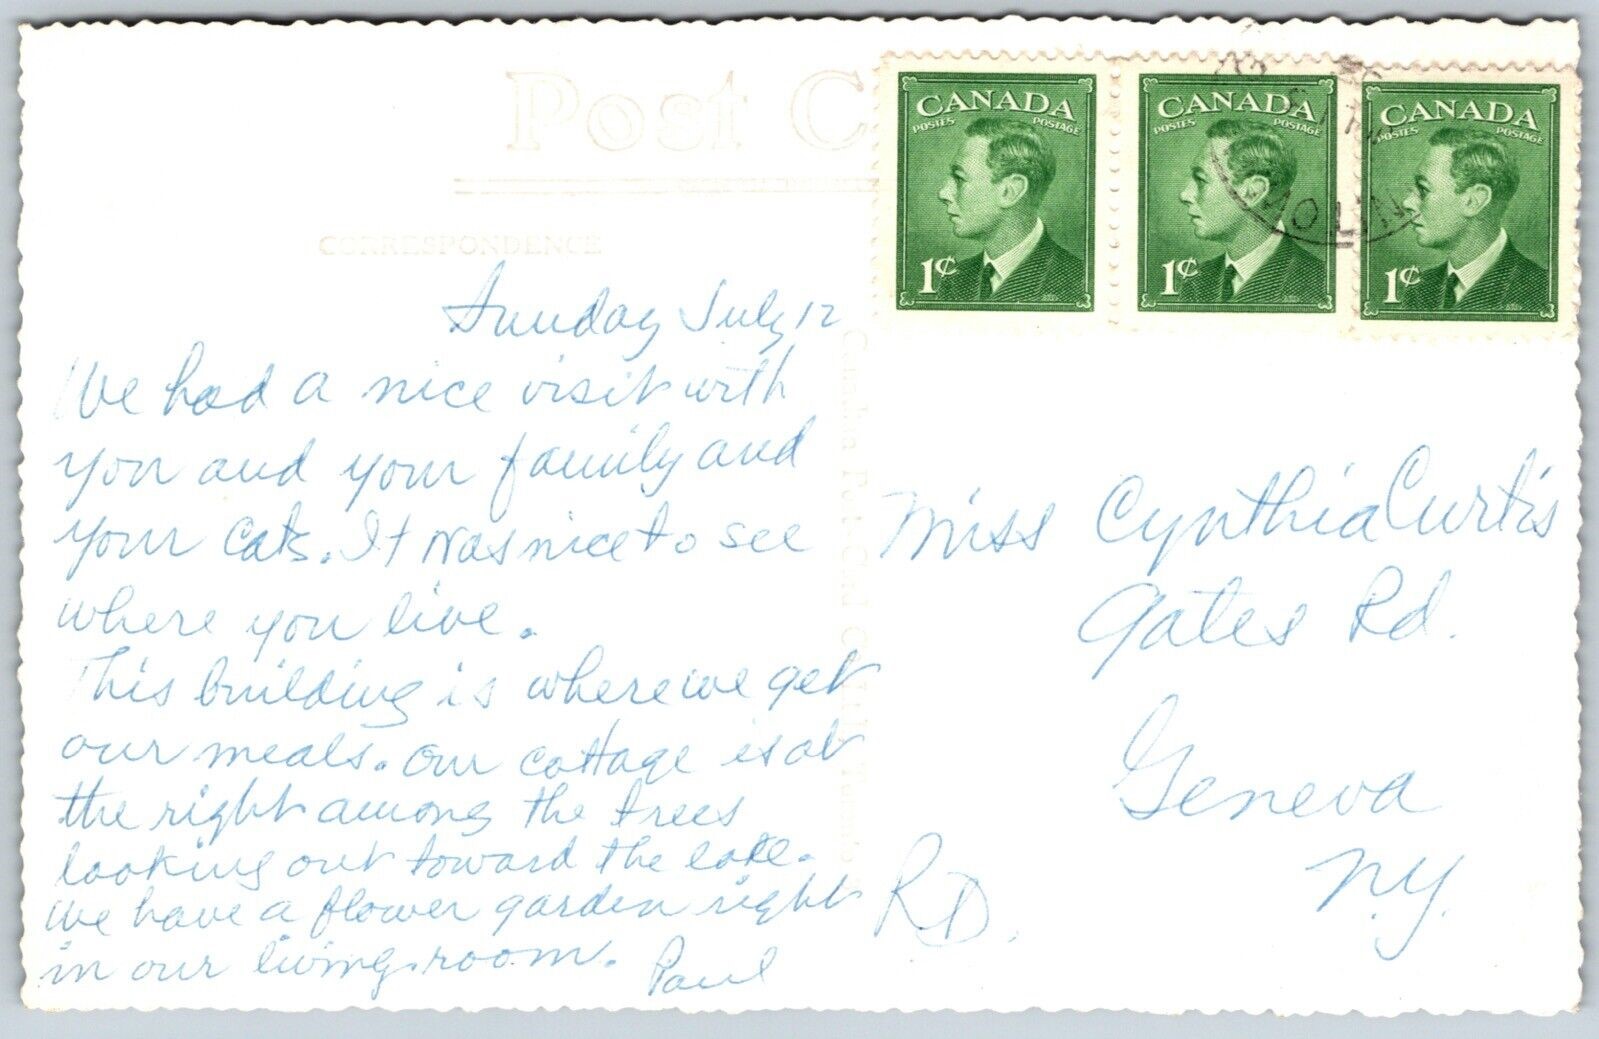 Post C
CORRESPONDENCE
CANADA
POSTES POSTAGE
1¢
CANADA
POSTES POSTAGE
1¢
CANADA
POSTES POSTAGE
1¢
Sunday July 12
We had a nice visit with
you and your family and
your cats. It was nice to see
where you live.
This building is where we get
our meals. Our cottage is at
the right among the trees
looking out toward the lake.
We have a flower garden right
in our living room. Paul
Miss Cynthia Curtis
Gates Rd.
Geneva
N.Y.
R.D.